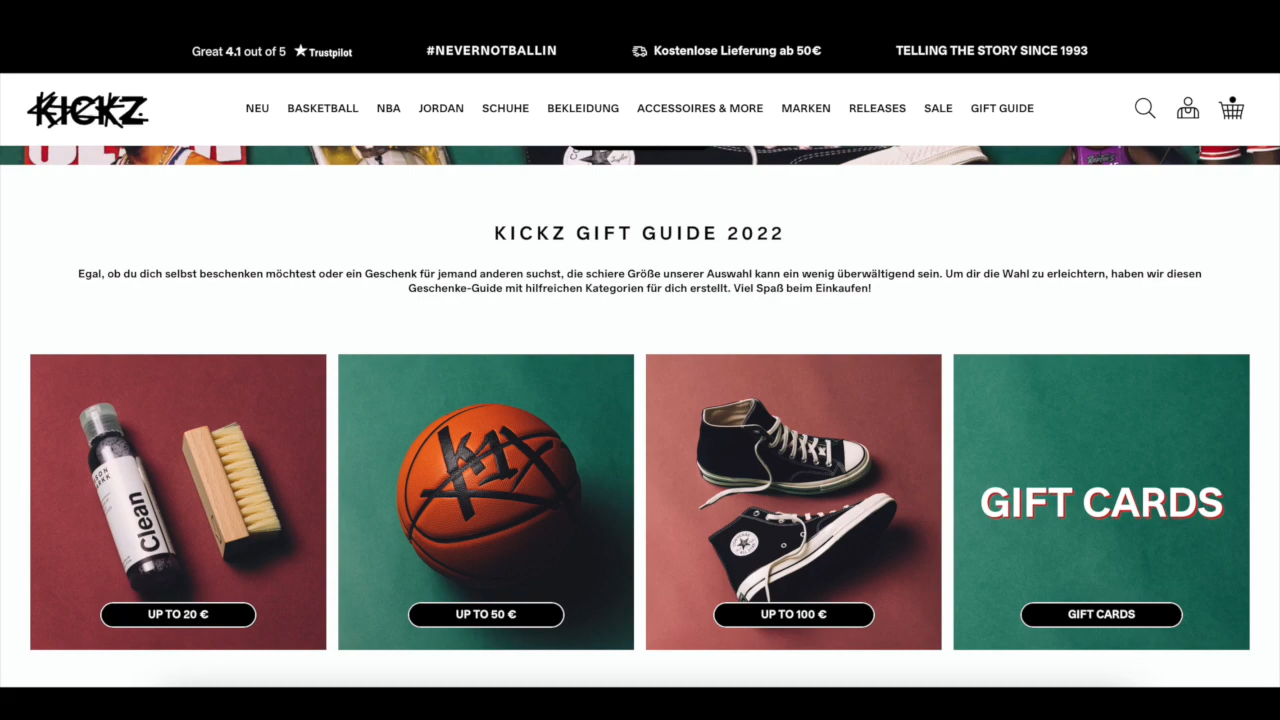 Great 4.1 out of 5 ★ Trustpilot
#NEVERNOTBALLIN
Kostenlose Lieferung ab 50€
TELLING THE STORY SINCE 1993
KICKZ
NEU BASKETBALL NBA JORDAN SCHUHE BEKLEIDUNG ACCESSOIRES & MORE MARKEN RELEASES SALE GIFT GUIDE
KICKZ GIFT GUIDE 2022
Egal, ob du dich selbst beschenken möchtest oder ein Geschenk für jemand anderen suchst, die schiere Größe unserer Auswahl kann ein wenig überwältigend sein. Um dir die Wahl zu erleichtern, haben wir diesen
Geschenke-Guide mit hilfreichen Kategorien für dich erstellt. Viel Spaß beim Einkaufen!
Clean
UP TO 20 €
K1X
UP TO 50 €
UP TO 100 €
GIFT CARDS
GIFT CARDS